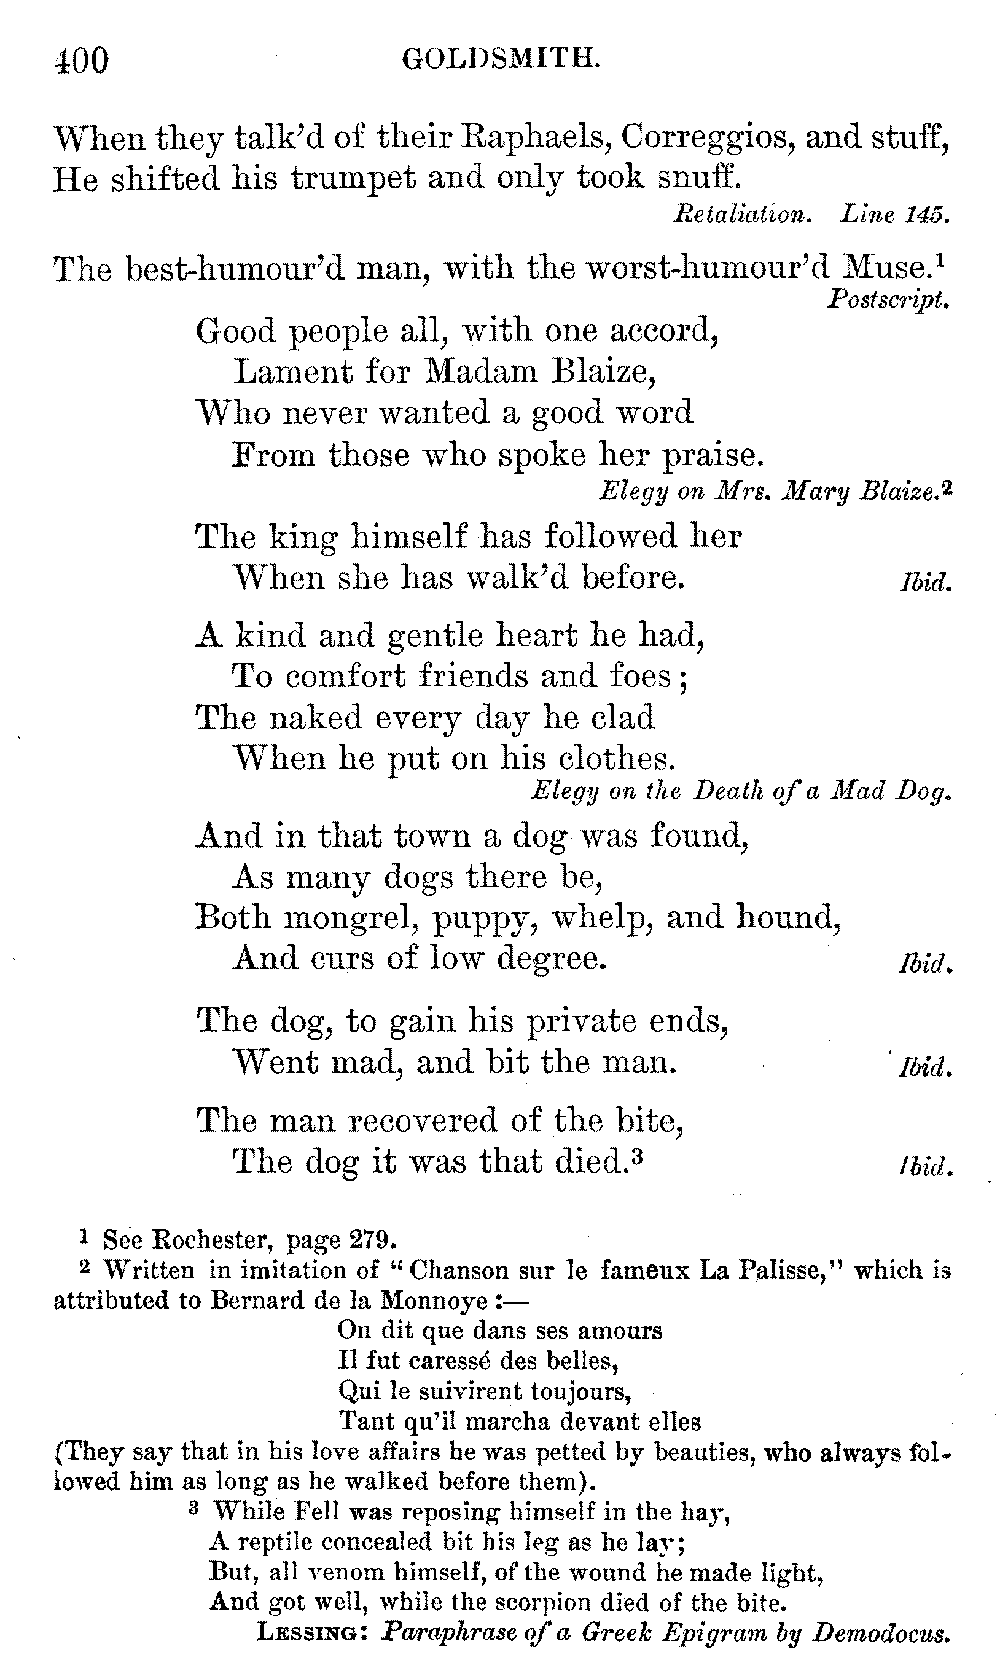 400 GOLDSMITH.
When they talk'd of their Raphaels, Correggios, and stuff,
He shifted his trumpet and only took snuff.
Retaliation. Line 145.
The best-humour'd man, with the worst-humour'd Muse.¹
Postscript.
Good people all, with one accord,
Lament for Madam Blaize,
Who never wanted a good word
From those who spoke her praise.
Elegy on Mrs. Mary Blaize.²
The king himself has followed her
When she has walk'd before. Ibid.
A kind and gentle heart he had,
To comfort friends and foes;
The naked every day he clad
When he put on his clothes.
Elegy on the Death of a Mad Dog.
And in that town a dog was found,
As many dogs there be,
Both mongrel, puppy, whelp, and hound,
And curs of low degree. Ibid.
The dog, to gain his private ends,
Went mad, and bit the man. Ibid.
The man recovered of the bite,
The dog it was that died.³ Ibid.
¹ See Rochester, page 279.
² Written in imitation of "Chanson sur le fameux La Palisse," which is
attributed to Bernard de la Monnoye:—
On dit que dans ses amours
Il fut caressé des belles,
Qui le suivirent toujours,
Tant qu'il marcha devant elles
(They say that in his love affairs he was petted by beauties, who always fol-
lowed him as long as he walked before them).
³ While Fell was reposing himself in the hay,
A reptile concealed bit his leg as he lay;
But, all venom himself, of the wound he made light,
And got well, while the scorpion died of the bite.
LESSING: Paraphrase of a Greek Epigram by Demodocus.